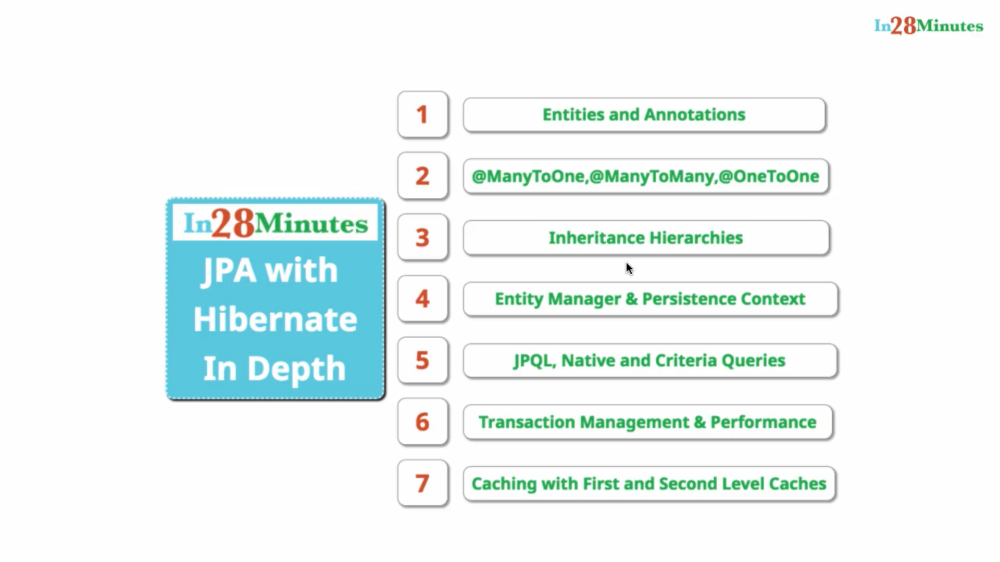 In28Minutes
1
Entities and Annotations
2
@ManyToOne,@ManyToMany,@OneToOne
3
Inheritance Hierarchies
In28Minutes
JPA with
Hibernate
In Depth
4
Entity Manager & Persistence Context
5
JPQL, Native and Criteria Queries
6
Transaction Management & Performance
7
Caching with First and Second Level Caches